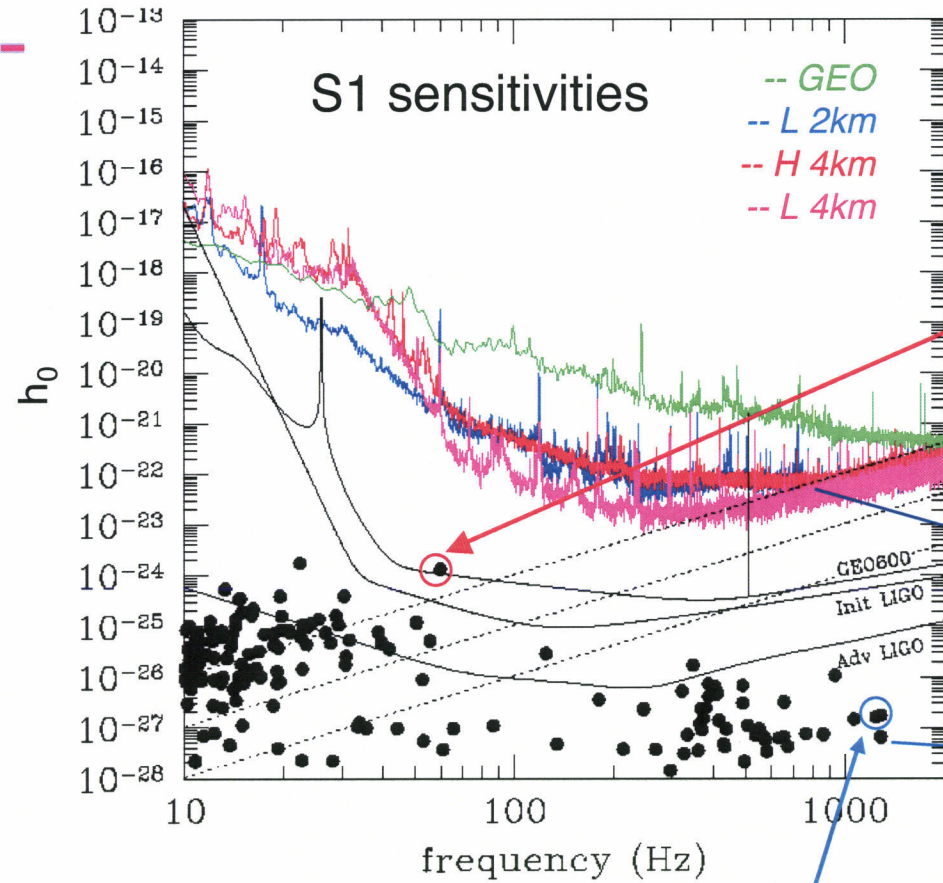 S1 sensitivities
-- GEO
-- L 2km
-- H 4km
-- L 4km
10-13
10-14
10-15
10-16
10-17
10-18
10-19
10-20
10-21
10-22
10-23
10-24
10-25
10-26
10-27
10-28
h0
GEO600
Init LIGO
Adv LIGO
10
100
1000
frequency (Hz)